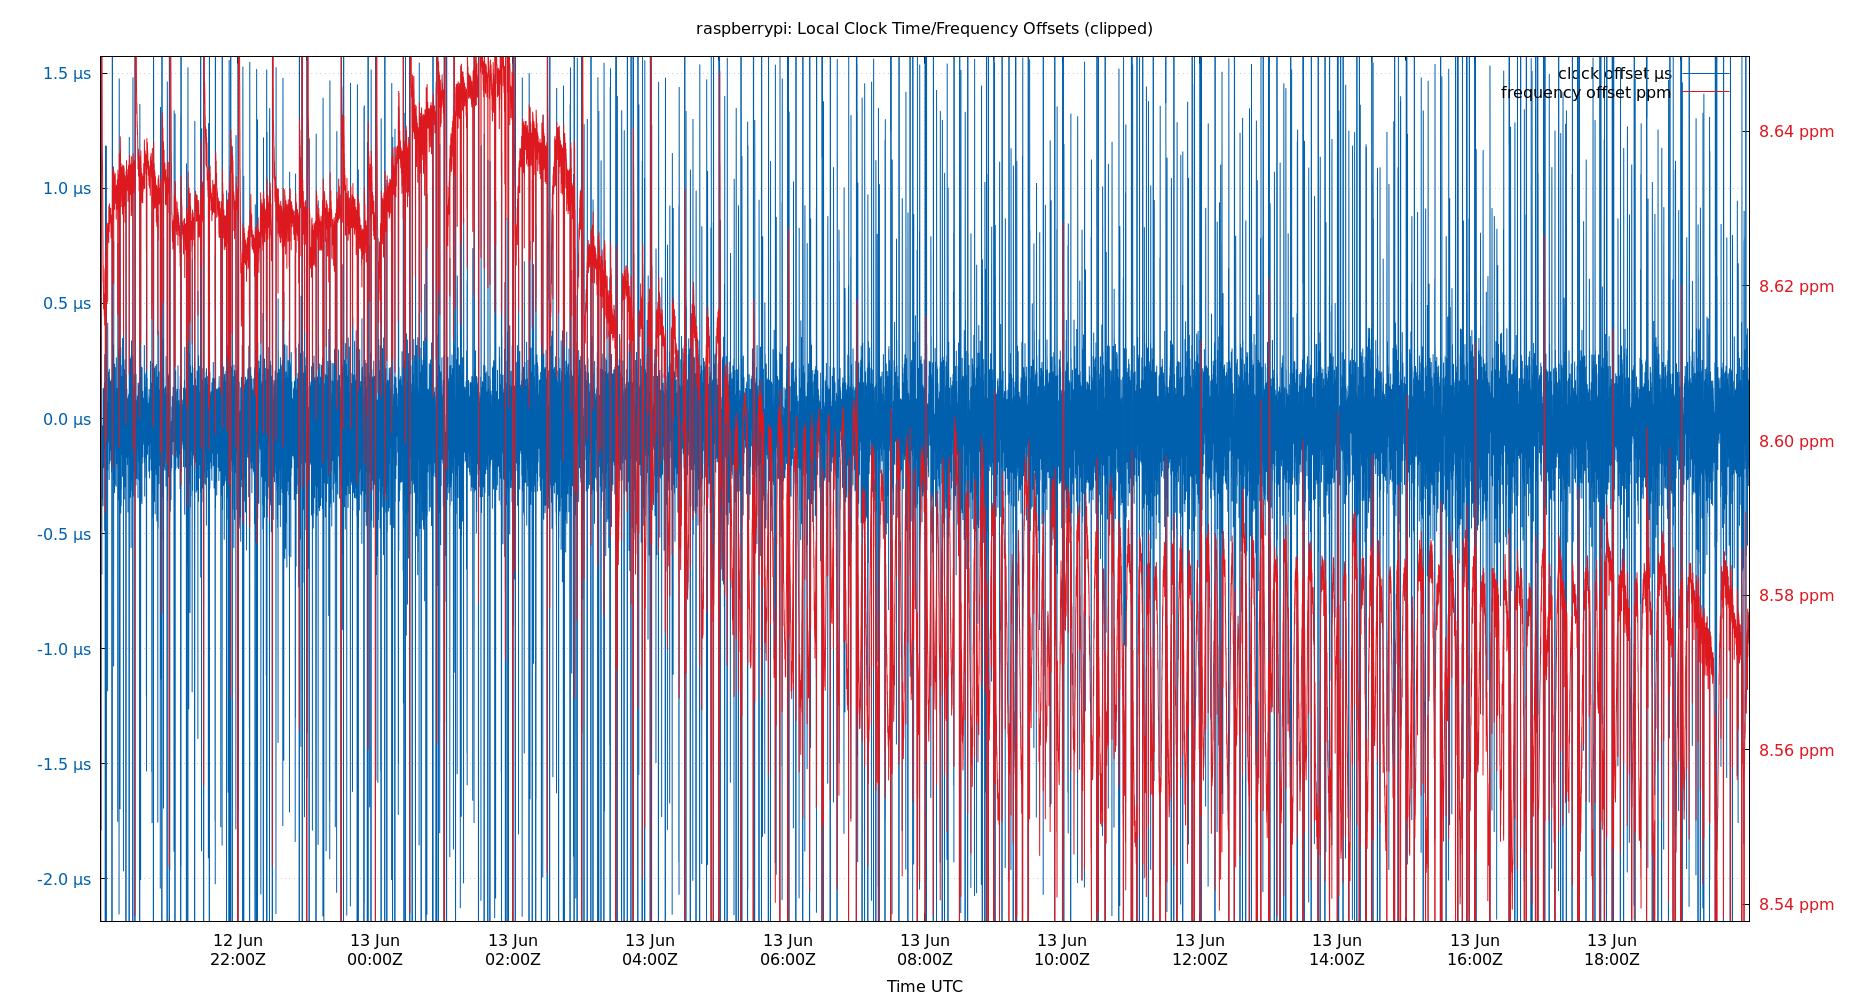 raspberrypi: Local Clock Time/Frequency Offsets (clipped)
clock offset µs
frequency offset ppm
1.5 µs
1.0 µs
0.5 µs
0.0 µs
-0.5 µs
-1.0 µs
-1.5 µs
-2.0 µs
8.64 ppm
8.62 ppm
8.60 ppm
8.58 ppm
8.56 ppm
8.54 ppm
12 Jun 13 Jun 13 Jun 13 Jun 13 Jun 13 Jun 13 Jun 13 Jun 13 Jun 13 Jun 13 Jun
22:00Z 00:00Z 02:00Z 04:00Z 06:00Z 08:00Z 10:00Z 12:00Z 14:00Z 16:00Z 18:00Z
Time UTC